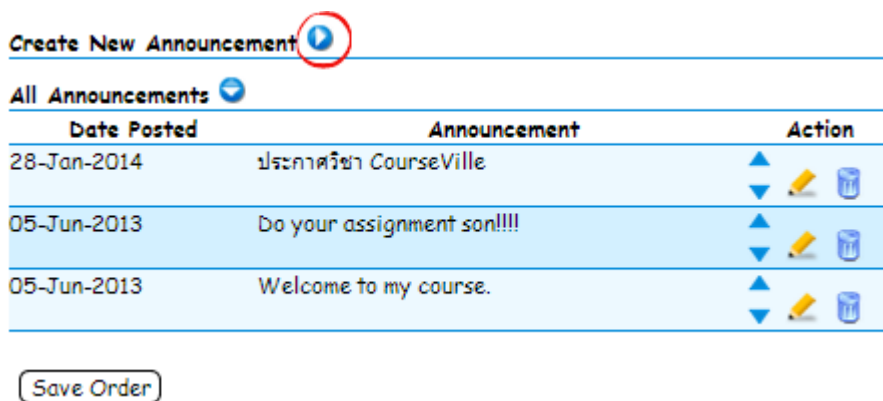 Create New Announcement
All Announcements
Date Posted Announcement Action
28-Jan-2014 ประกาศวิชา CourseVille
05-Jun-2013 Do your assignment son!!!!
05-Jun-2013 Welcome to my course.
Save Order